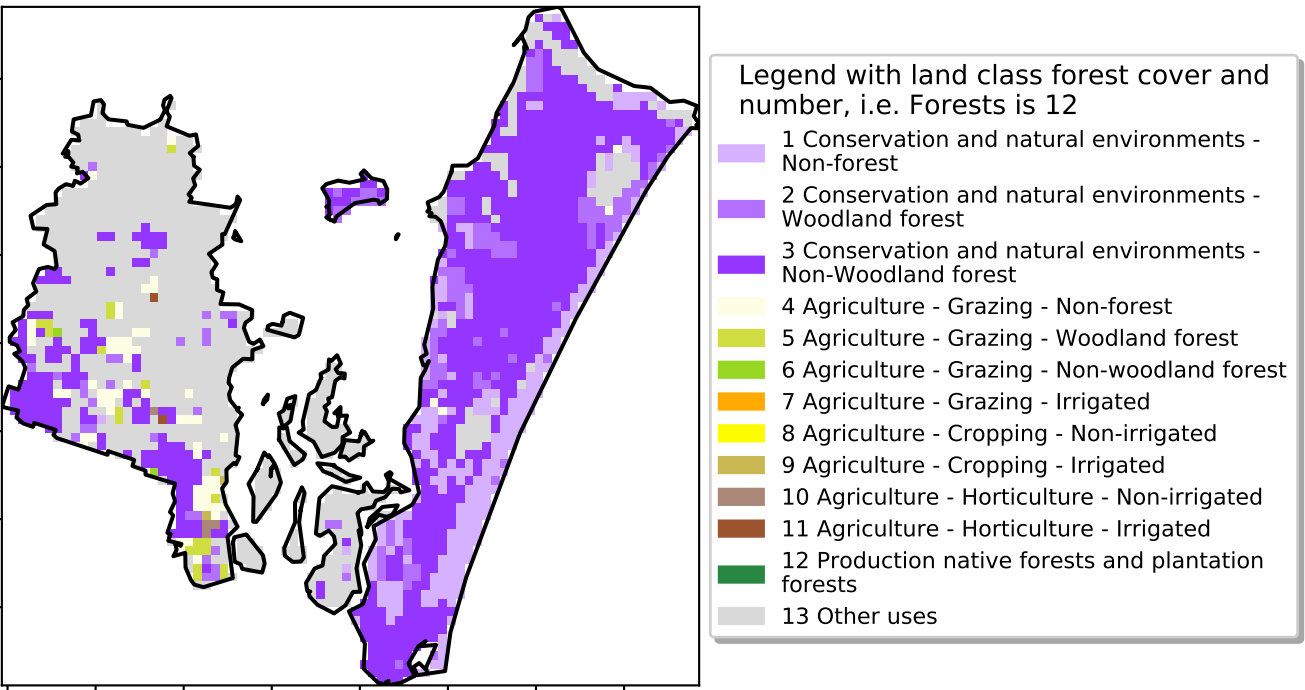 Legend with land class forest cover and
number, i.e. Forests is 12
1 Conservation and natural environments -
Non-forest
2 Conservation and natural environments -
Woodland forest
3 Conservation and natural environments -
Non-Woodland forest
4 Agriculture - Grazing - Non-forest
5 Agriculture - Grazing - Woodland forest
6 Agriculture - Grazing - Non-woodland forest
7 Agriculture - Grazing - Irrigated
8 Agriculture - Cropping - Non-irrigated
9 Agriculture - Cropping - Irrigated
10 Agriculture - Horticulture - Non-irrigated
11 Agriculture - Horticulture - Irrigated
12 Production native forests and plantation
forests
13 Other uses